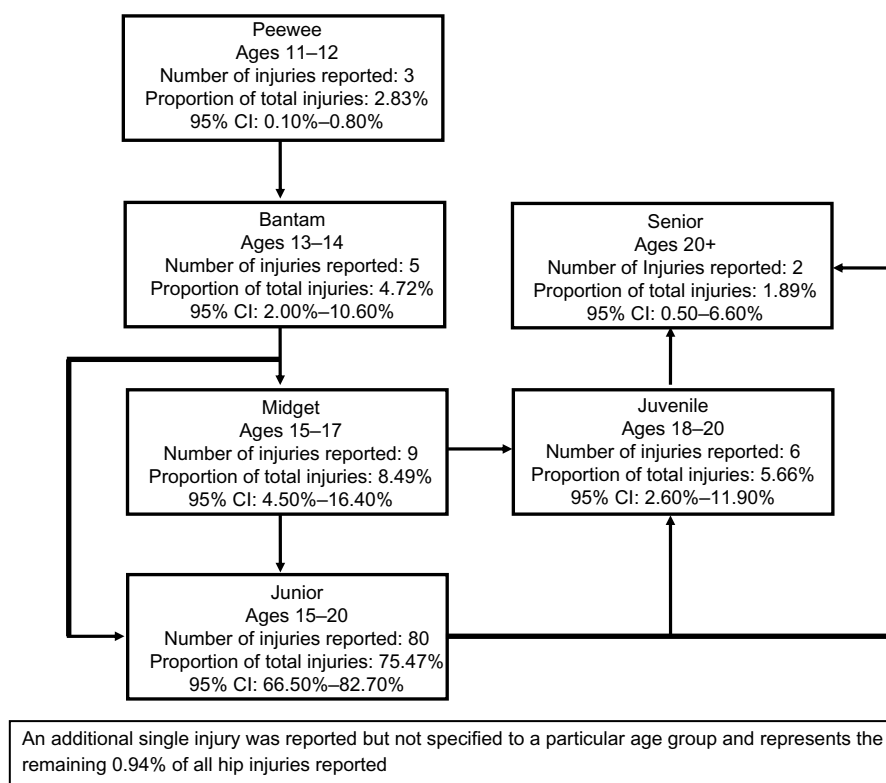 Peewee
Ages 11–12
Number of injuries reported: 3
Proportion of total injuries: 2.83%
95% CI: 0.10%–0.80%
Bantam
Ages 13–14
Number of injuries reported: 5
Proportion of total injuries: 4.72%
95% CI: 2.00%–10.60%
Senior
Ages 20+
Number of Injuries reported: 2
Proportion of total injuries: 1.89%
95% CI: 0.50–6.60%
Midget
Ages 15–17
Number of injuries reported: 9
Proportion of total injuries: 8.49%
95% CI: 4.50%–16.40%
Juvenile
Ages 18–20
Number of injuries reported: 6
Proportion of total injuries: 5.66%
95% CI: 2.60%–11.90%
Junior
Ages 15–20
Number of injuries reported: 80
Proportion of total injuries: 75.47%
95% CI: 66.50%–82.70%
An additional single injury was reported but not specified to a particular age group and represents the
remaining 0.94% of all hip injuries reported